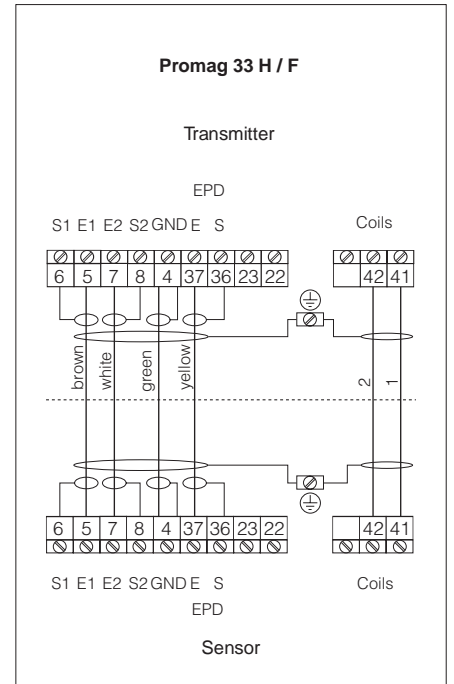 Promag 33 H / F
Transmitter
EPD
S1 E1 E2 S2 GND E S Coils
6 5 7 8 4 37 36 23 22 42 41
brown white green yellow 2 1
6 5 7 8 4 37 36 23 22 42 41
S1 E1 E2 S2 GND E S Coils
EPD
Sensor